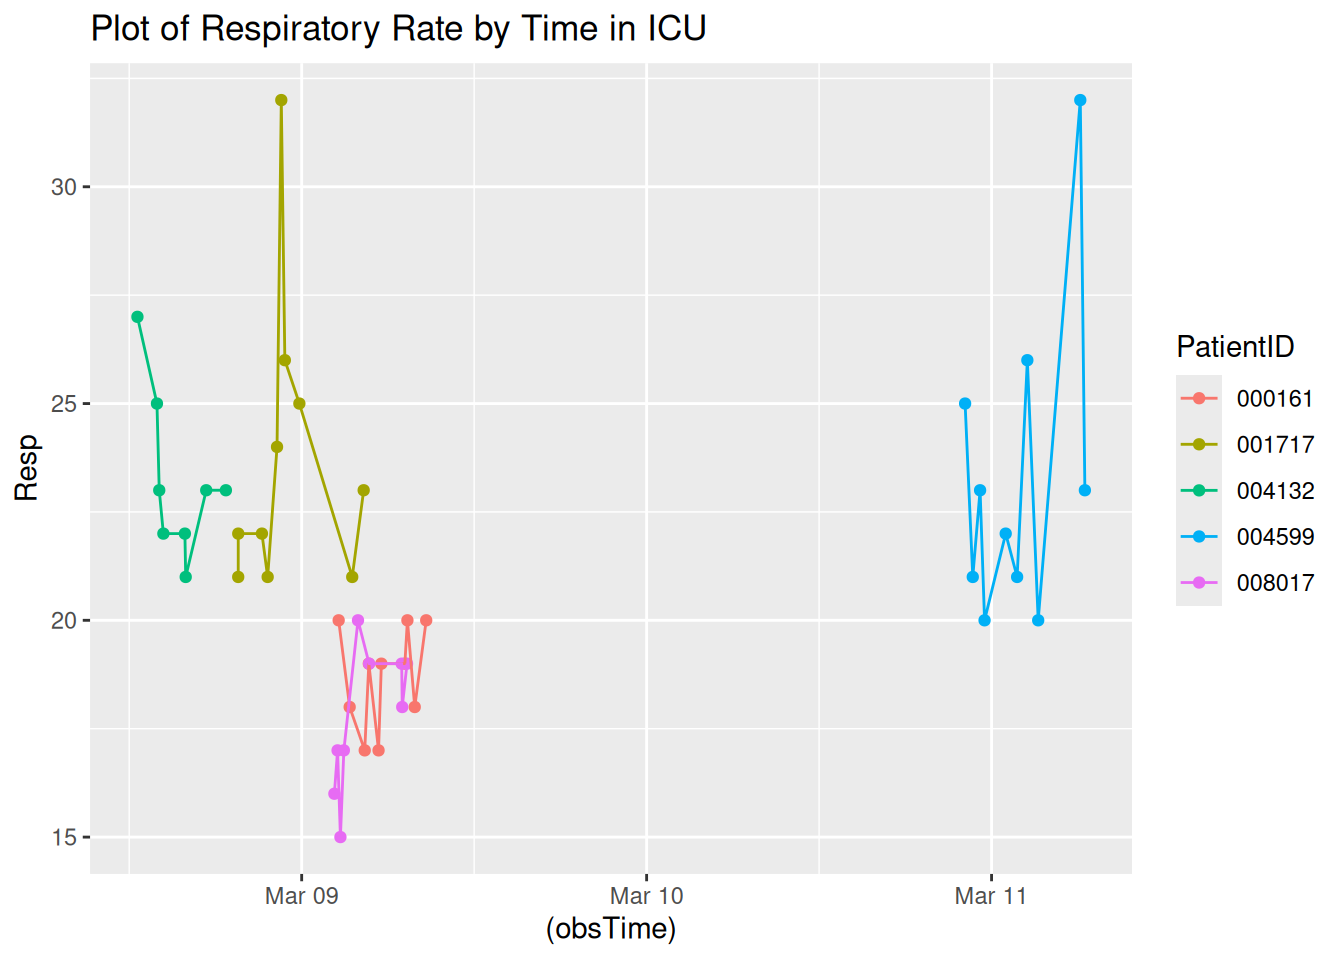 Plot of Respiratory Rate by Time in ICU
Resp
30
25
20
15
Mar 09
Mar 10
Mar 11
(obsTime)
PatientID
000161
001717
004132
004599
008017